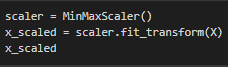 scaler = MinMaxScaler()
x_scaled = scaler.fit_transform(X)
x_scaled